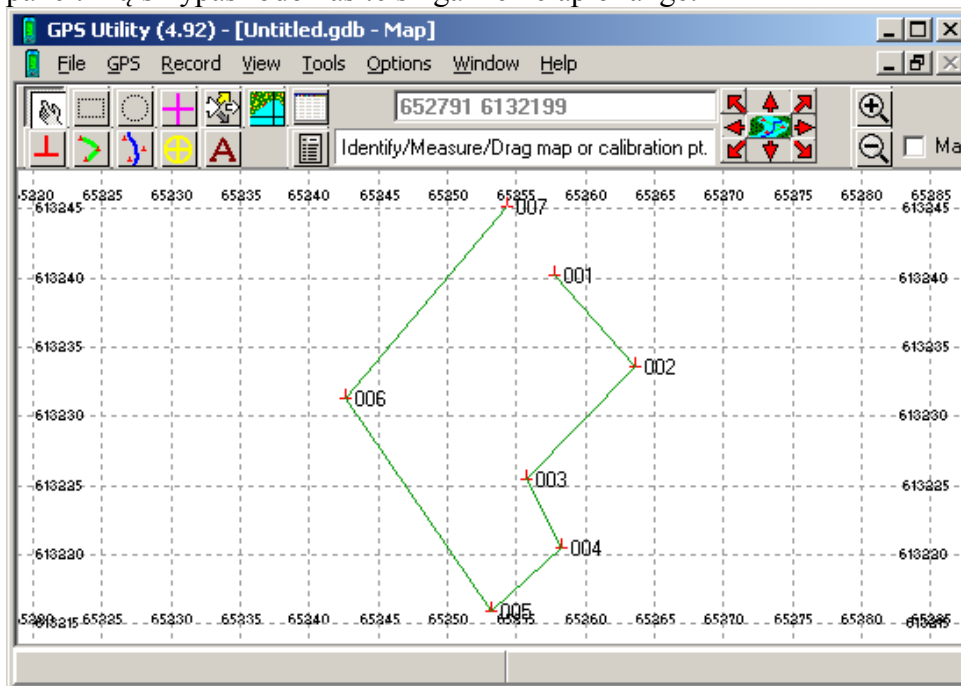 GPS Utility (4.92) - [Untitled.gdb - Map]
File GPS Record View Tools Options Window Help
652791 6132199
Identify/Measure/Drag map or calibration pt.
Ma
65225 65230 65235 65240 65245 65250 65255 65260 65265 65270 65275 65280 65285
613245 007 613245
613240 001 613240
613235 613235
002
006
613230 613230
003
613225 613225
613220 004 613220
005
613215 65225 65230 65235 65240 65245 65250 65255 65260 65265 65270 65275 65280